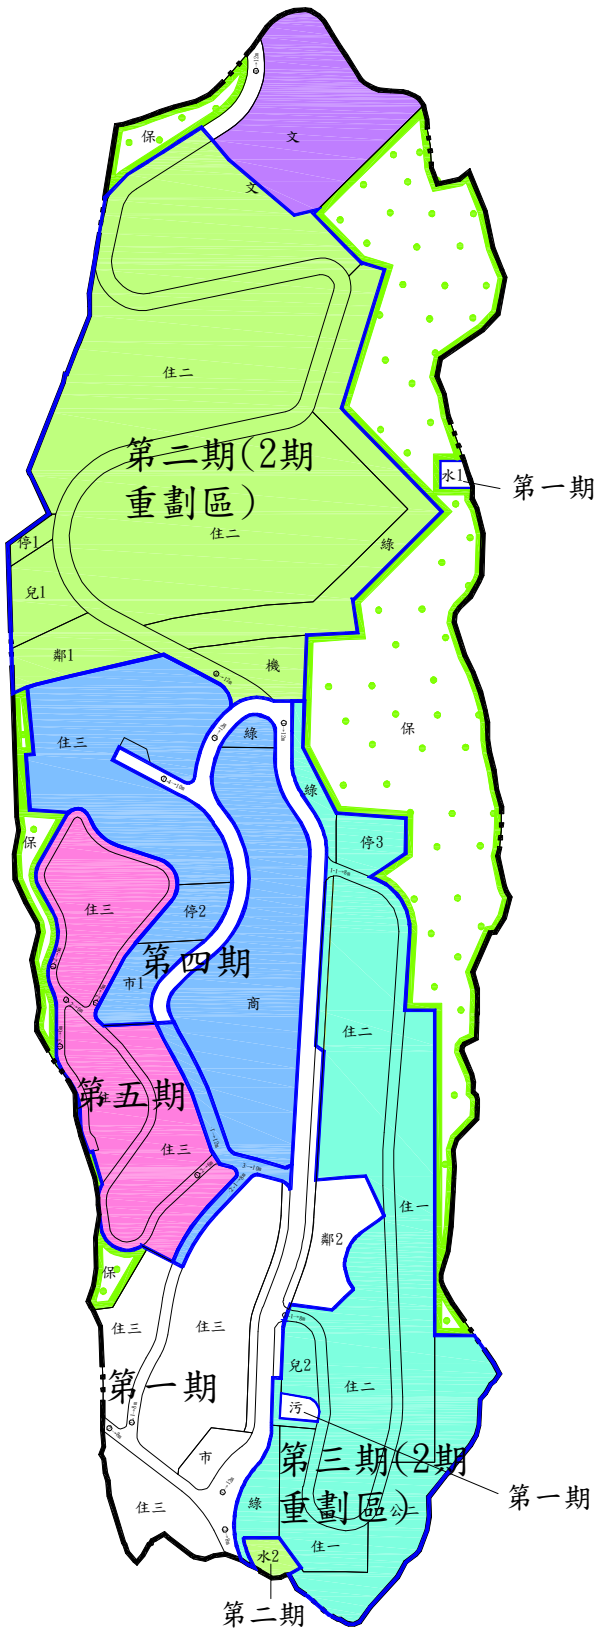 保
文
文
住二
第二期(2期
重劃區)
水1
第一期
住二
綠
停1
兒1
鄰1
機
住三
綠
保
綠
停3
保
住三
停2
第四期
市1
商
住二
第五期
住三
住一
鄰2
保
住三
住三
第一期
兒2
住二
污
市
第三期(2期
重劃區)
第一期
住三
綠
公二
住一
水2
第二期